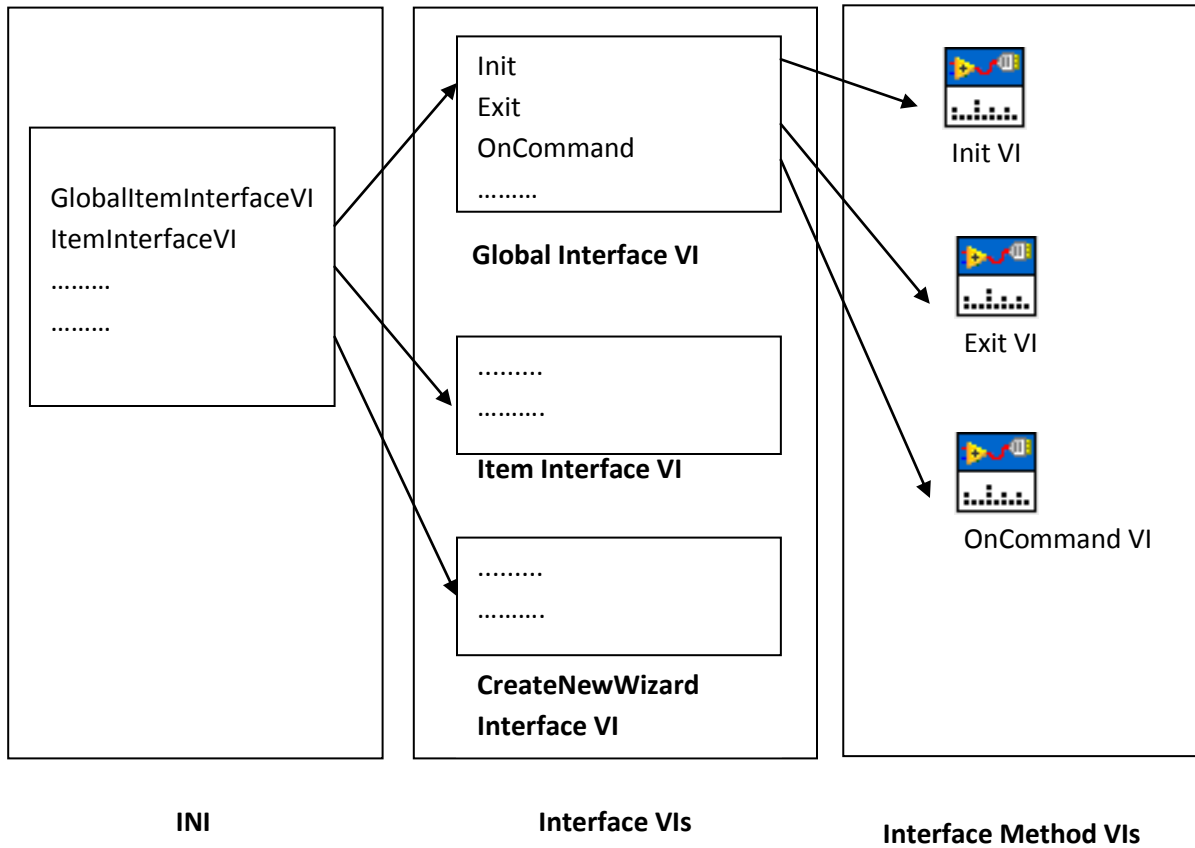 GlobalItemInterfaceVI
ItemInterfaceVI
………
………
INI
Init
Exit
OnCommand
………
Global Interface VI
………
……….
Item Interface VI
………
……….
CreateNewWizard
Interface VI
Interface VIs
Init VI
Exit VI
OnCommand VI
Interface Method VIs